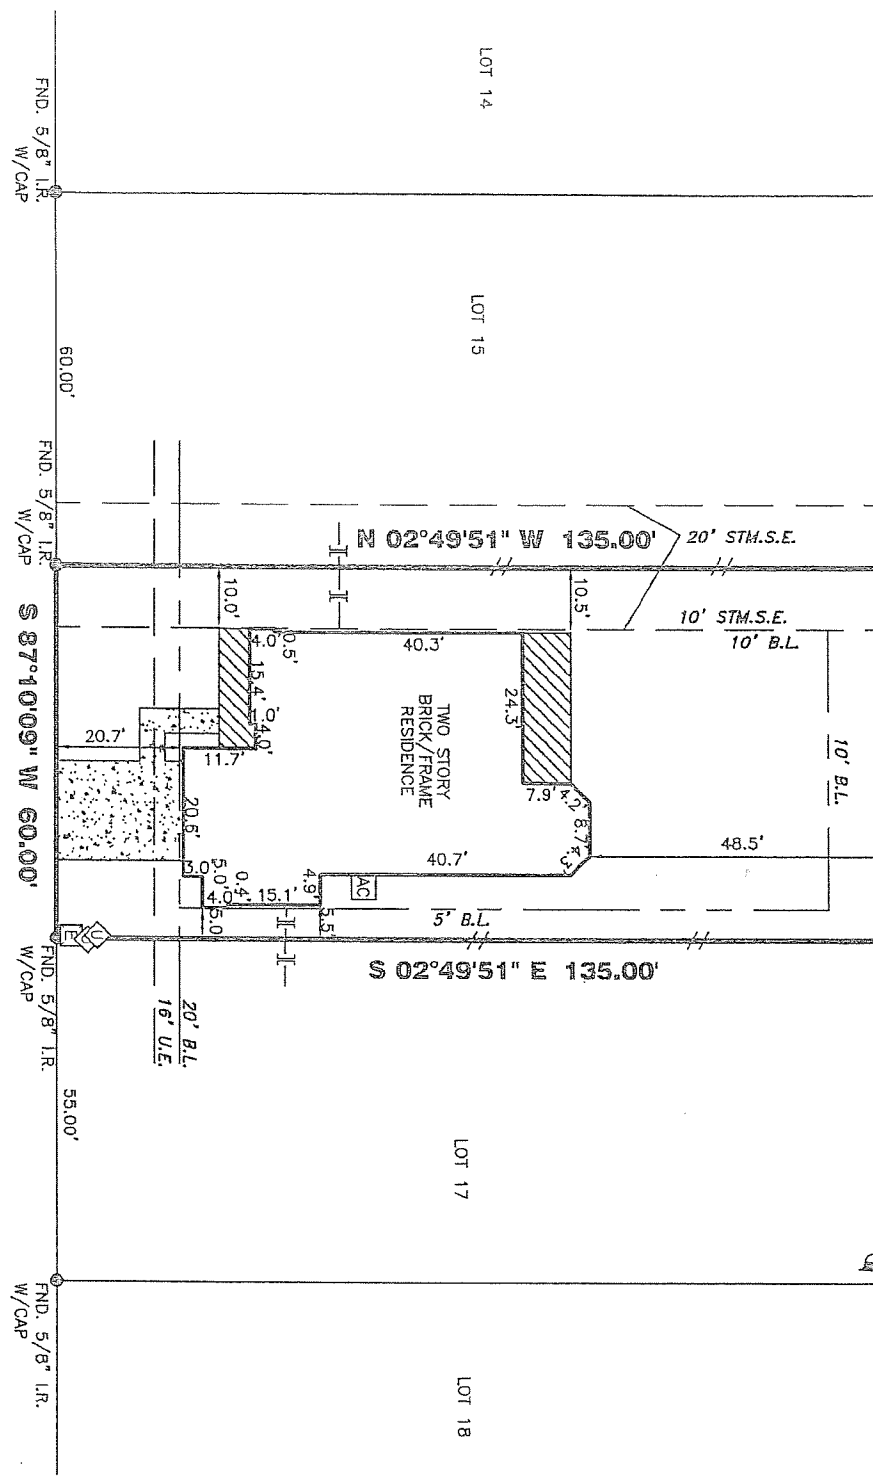 LOT 14
FND. 5/8" I.R.
W/CAP
LOT 15
60.00'
FND. 5/8" I.R.
W/CAP
N 02°49'51" W 135.00'
20' STM.S.E.
10' STM.S.E.
10' B.L.
10.0'
10.5'
4.0'
0.5'
40.3'
15.4'
1.0'
4.0'
24.3'
TWO STORY
BRICK/FRAME
RESIDENCE
10' B.L.
20.7'
11.7'
7.9'
4.2'
8.7'
4.3'
20.6'
48.5'
3.0'
5.0'
4.0'
0.4'
15.1'
4.9'
40.7'
AC
5.0'
5.5'
5' B.L.
S 87°10'09" W 60.00'
E
U
S 02°49'51" E 135.00'
FND. 5/8" I.R.
W/CAP
20' B.L.
16' U.E.
55.00'
LOT 17
FND. 5/8" I.R.
W/CAP
LOT 18